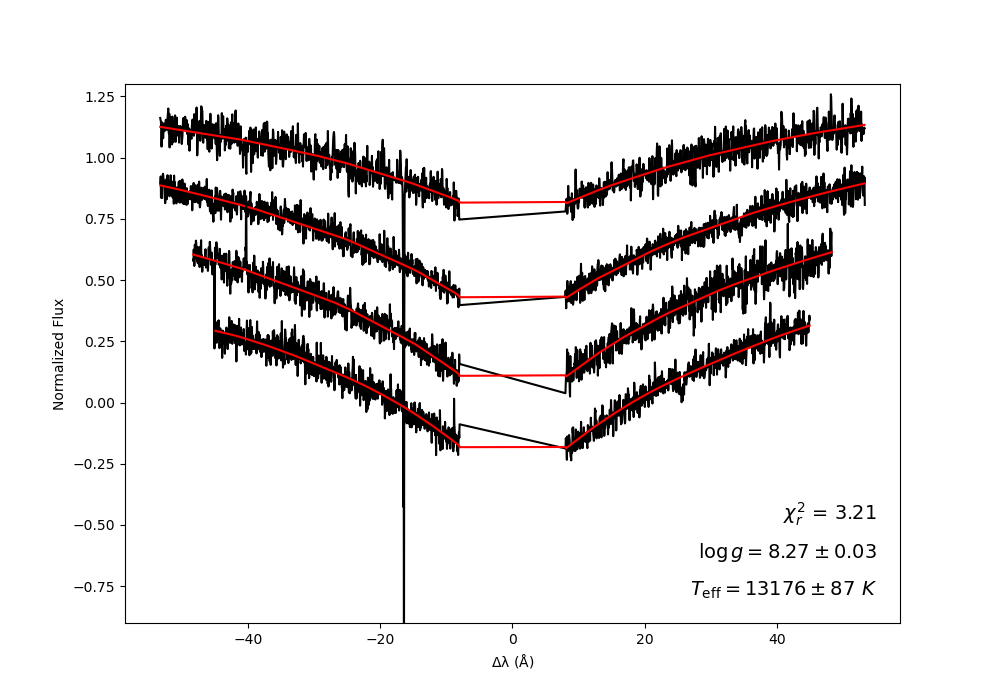 1.25
1.00
0.75
0.50
0.25
0.00
−0.25
−0.50
−0.75
Normalized Flux
−40
−20
0
20
40
Δλ (Å)
χ²ᵣ = 3.21
log g = 8.27 ± 0.03
T_eff = 13176 ± 87 K